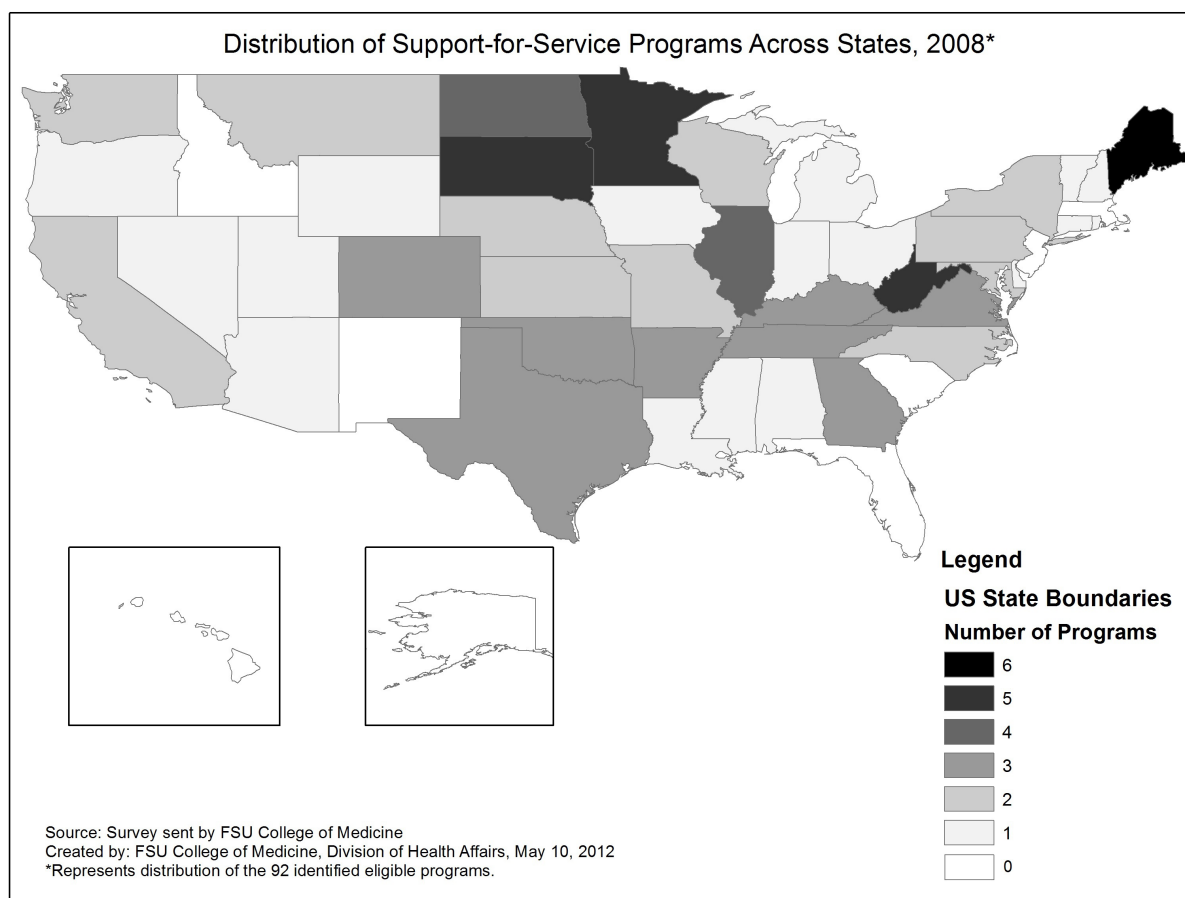 Distribution of Support-for-Service Programs Across States, 2008*
Legend
US State Boundaries
Number of Programs
6
5
4
3
2
1
0
Source: Survey sent by FSU College of Medicine
Created by: FSU College of Medicine, Division of Health Affairs, May 10, 2012
*Represents distribution of the 92 identified eligible programs.